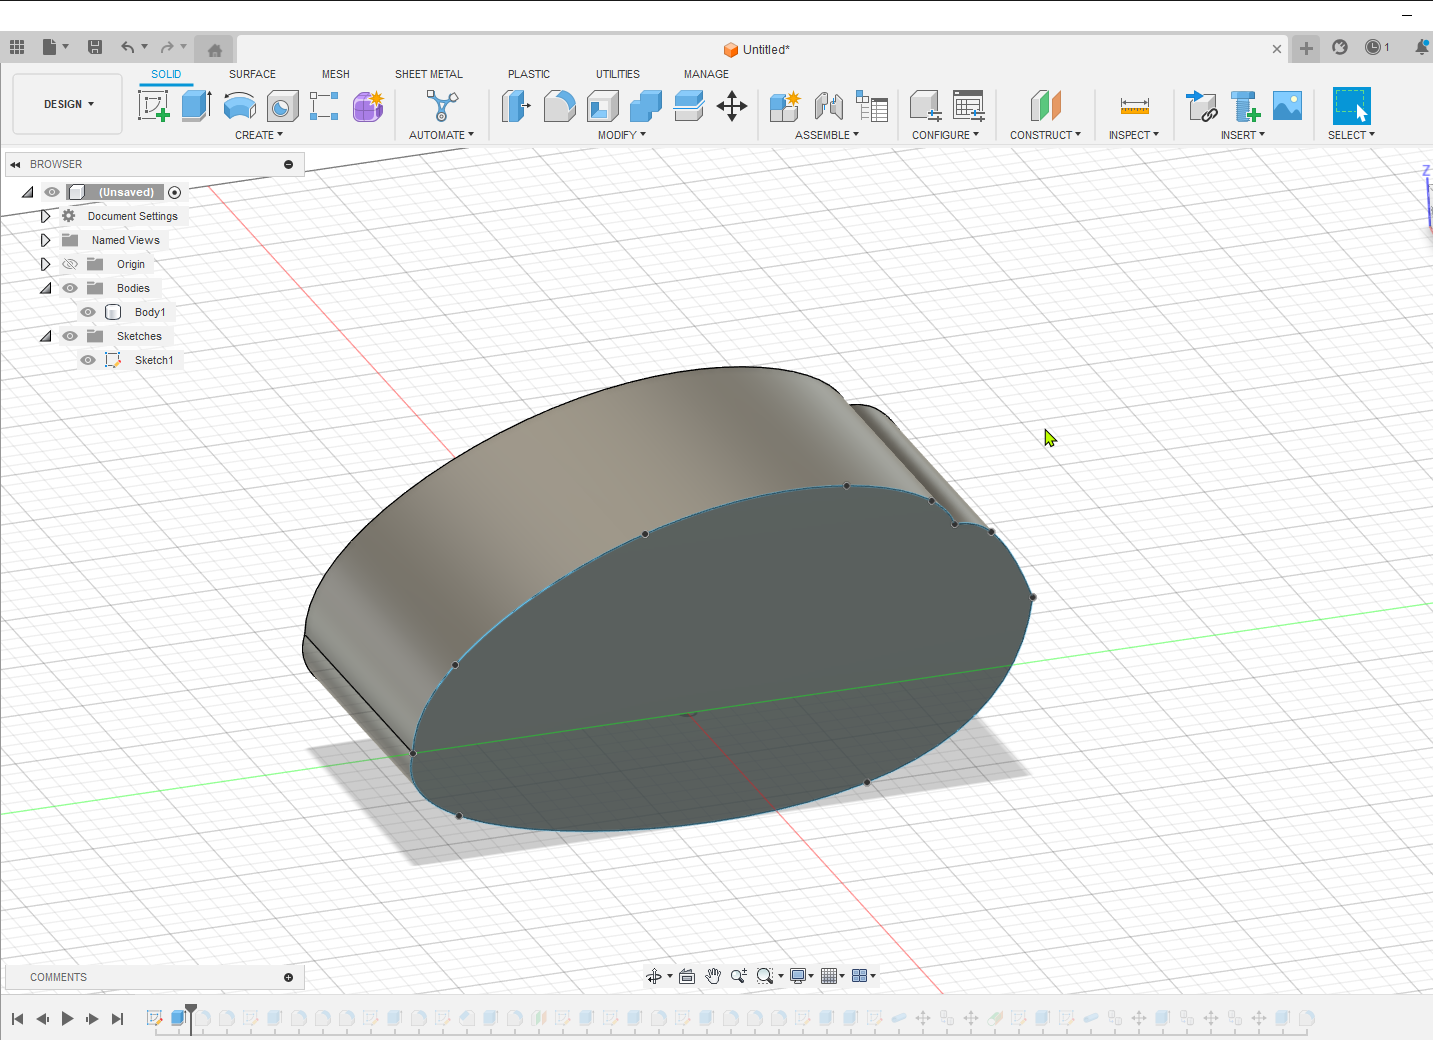 Untitled*
1
SOLID SURFACE MESH SHEET METAL PLASTIC UTILITIES MANAGE
DESIGN
CREATE AUTOMATE MODIFY ASSEMBLE CONFIGURE CONSTRUCT INSPECT INSERT SELECT
BROWSER
(Unsaved)
Document Settings
Named Views
Origin
Bodies
Body1
Sketches
Sketch1
Z
COMMENTS